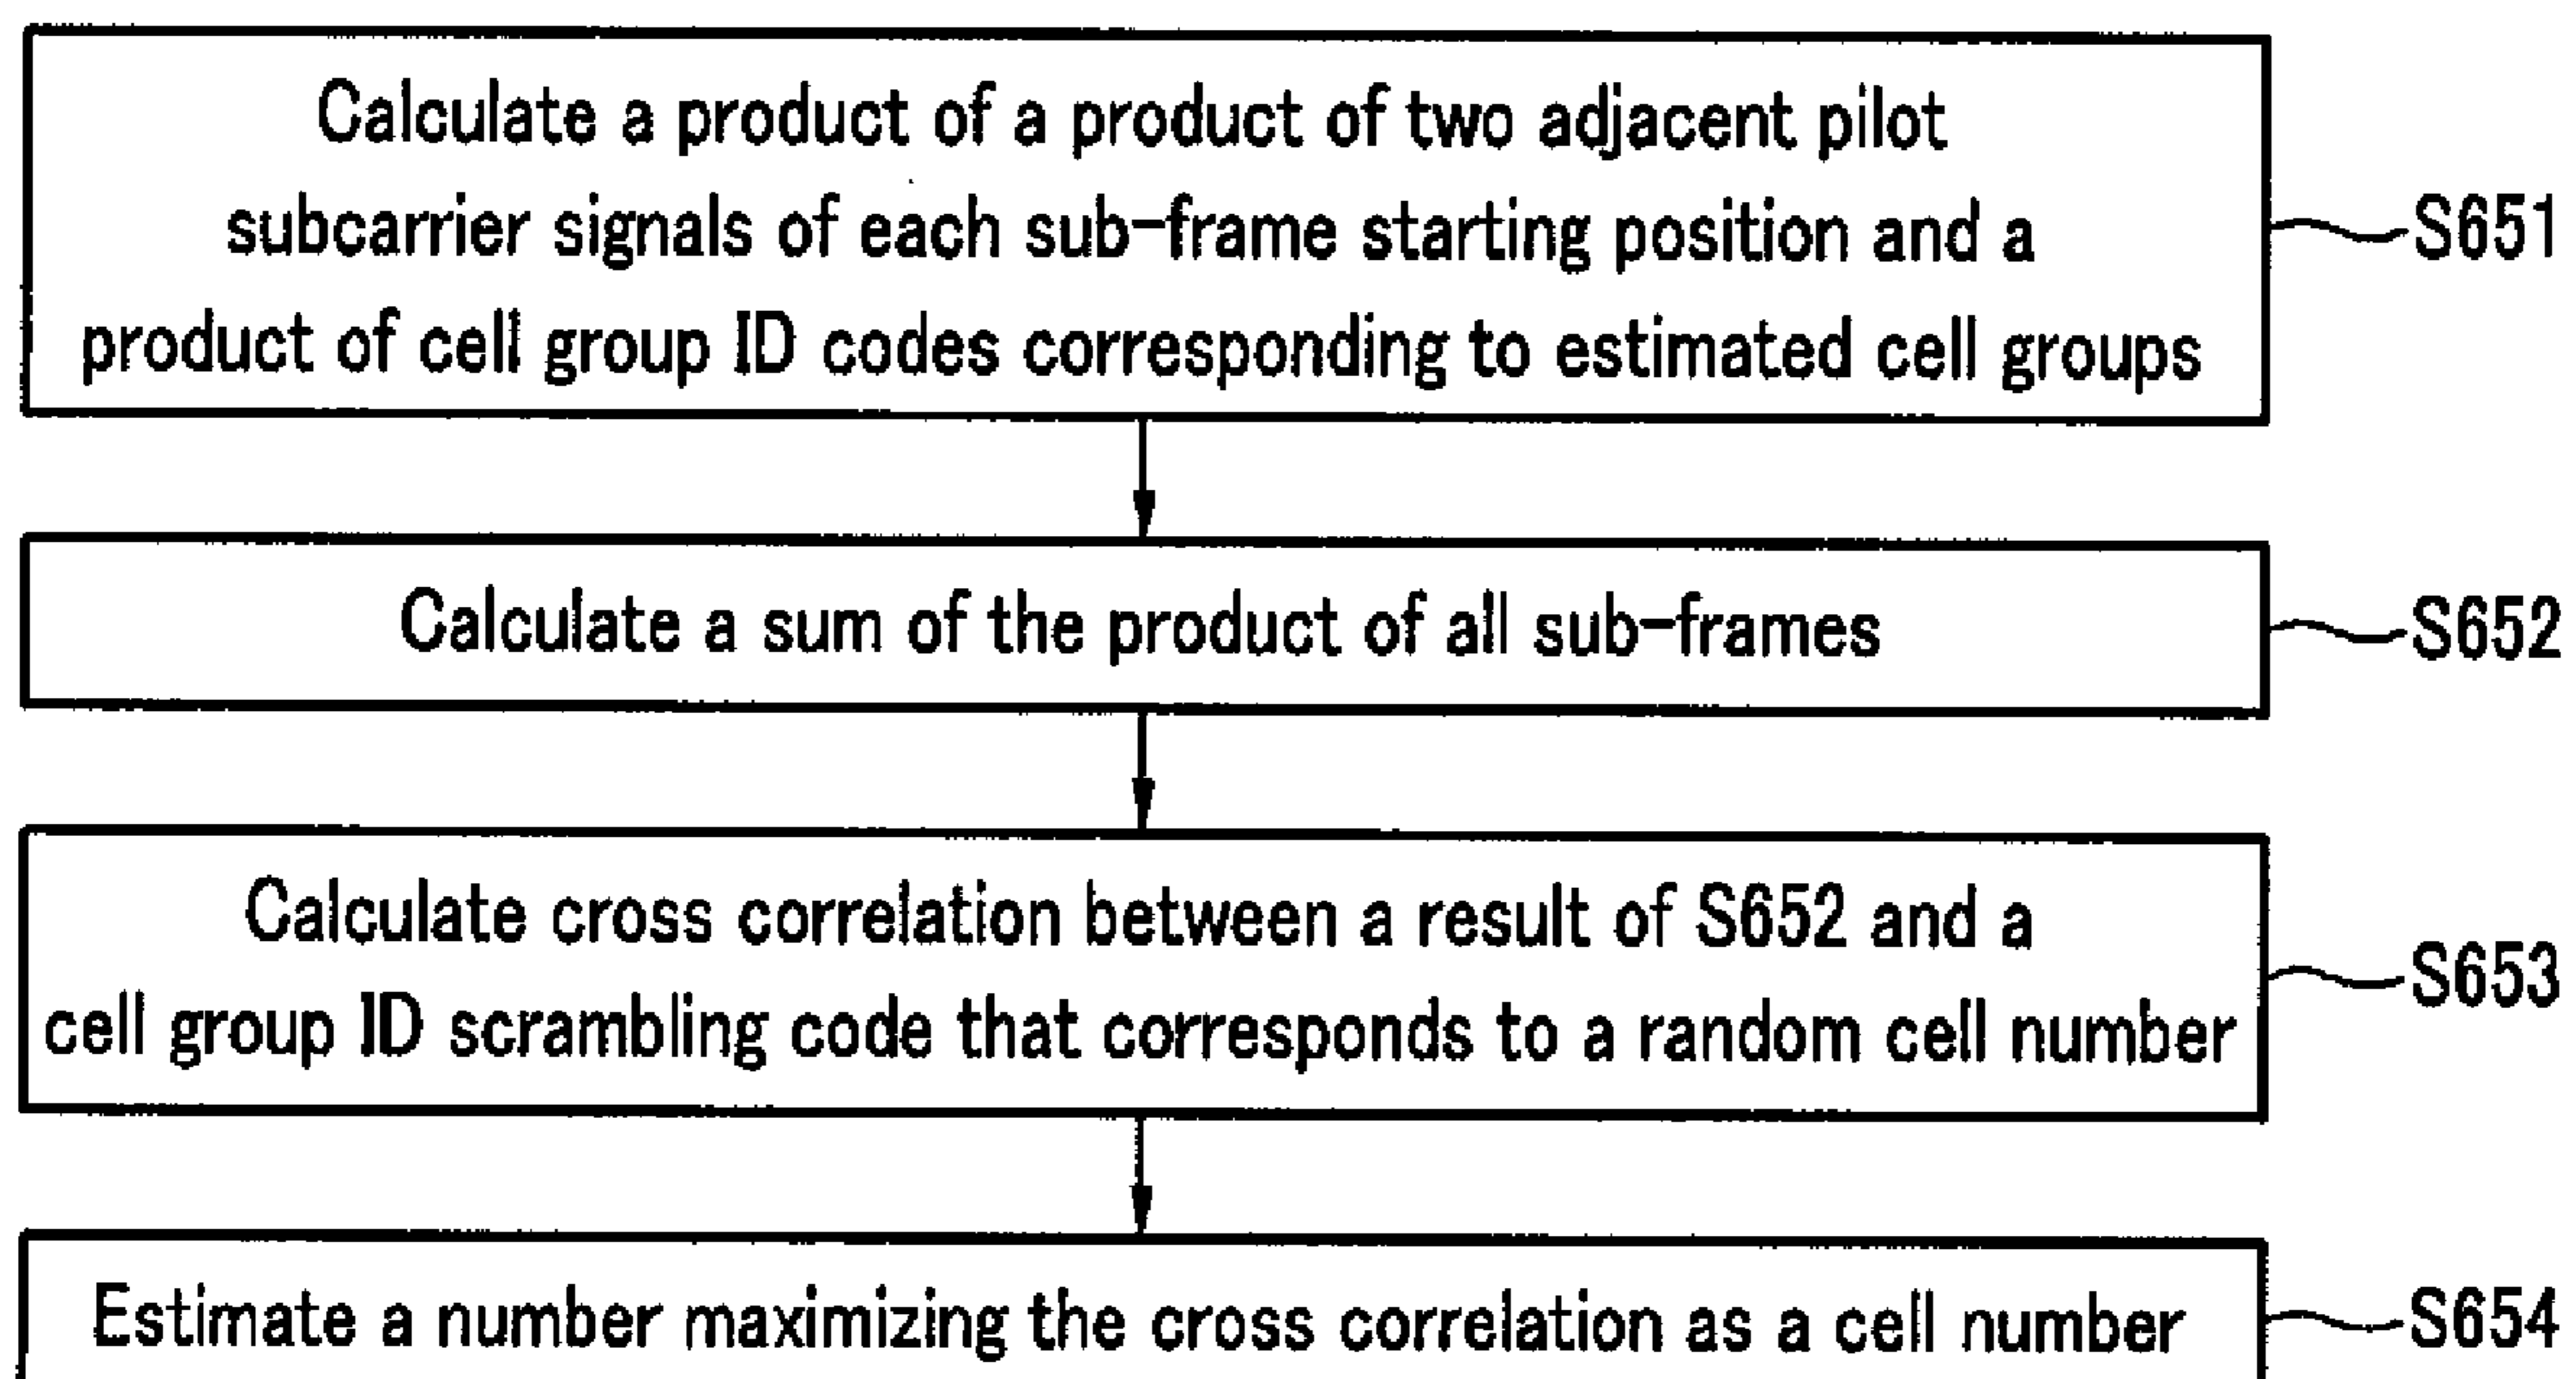 Calculate a product of a product of two adjacent pilot
subcarrier signals of each sub-frame starting position and a
product of cell group ID codes corresponding to estimated cell groups
S651
Calculate a sum of the product of all sub-frames
S652
Calculate cross correlation between a result of S652 and a
cell group ID scrambling code that corresponds to a random cell number
S653
Estimate a number maximizing the cross correlation as a cell number
S654